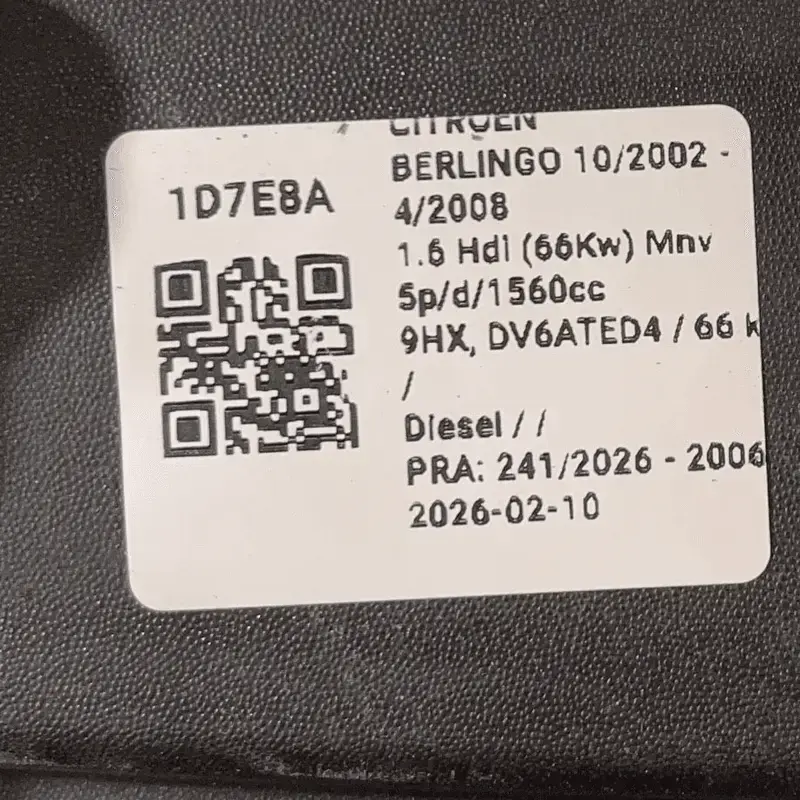 1D7E8A
CITROEN
BERLINGO 10/2002 -
4/2008
1.6 Hdi (66Kw) Mnv
5p/d/1560cc
9HX, DV6ATED4 / 66 k
/
Diesel / /
PRA: 241/2026 - 2006
2026-02-10